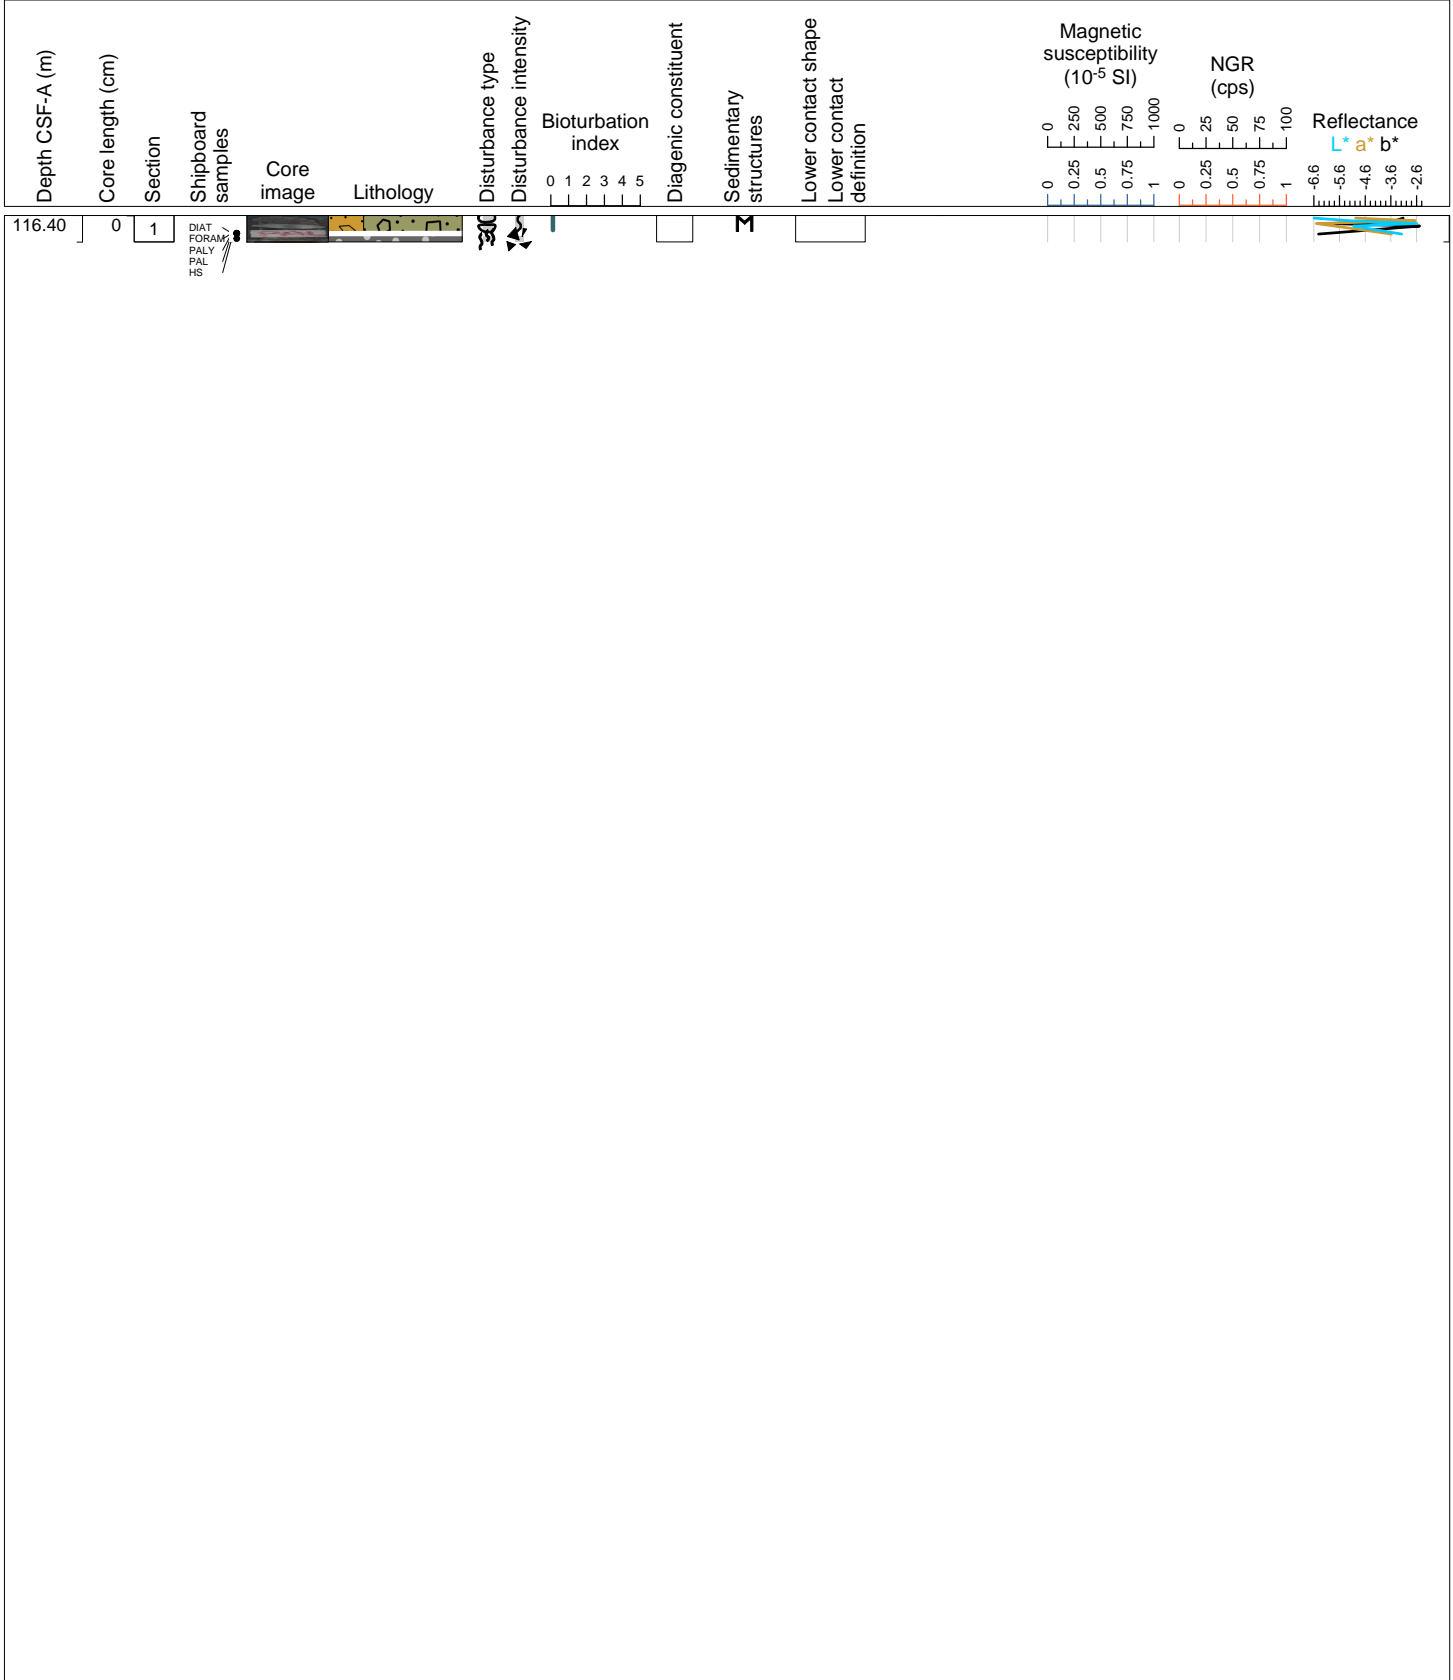 Depth CSF-A (m)
Core length (cm)
Section
Shipboard
samples
Core
image
Lithology
Disturbance type
Disturbance intensity
Bioturbation
index
0 1 2 3 4 5
Diagenic constituent
Sedimentary
structures
Lower contact shape
Lower contact
definition
Magnetic
susceptibility
(10-5 SI)
0 250 500 750 1000
0 0.25 0.5 0.75 1
NGR
(cps)
0 25 50 75 100
0 0.25 0.5 0.75 1
Reflectance
L* a* b*
-6.6 -5.6 -4.6 -3.6 -2.6
116.40
0
1
DIAT
FORAM
PALY
PAL
HS
M